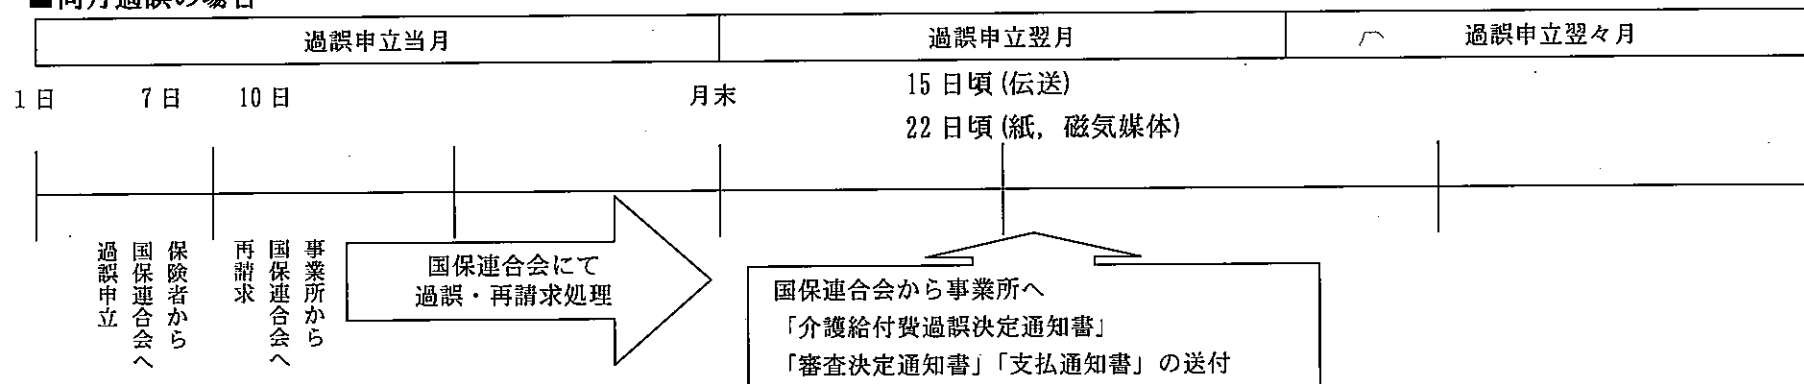 ■同月過誤の場合
過誤申立当月
過誤申立翌月
過誤申立翌々月
1日
7日
10日
月末
15日頃(伝送)
22日頃(紙,磁気媒体)
保険者から
国保連合会へ
過誤申立
事業所から
国保連合会へ
再請求
国保連合会にて
過誤・再請求処理
国保連合会から事業所へ
「介護給付費過誤決定通知書」
「審査決定通知書」「支払通知書」の送付